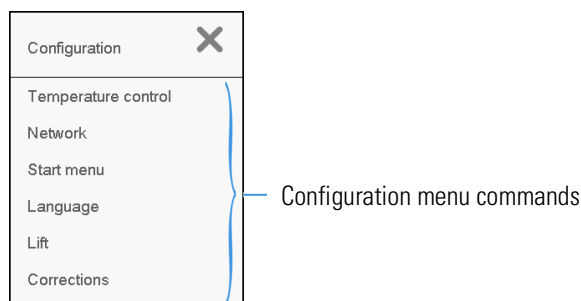 Configuration
Temperature control
Network
Start menu
Language
Lift
Corrections
Configuration menu commands